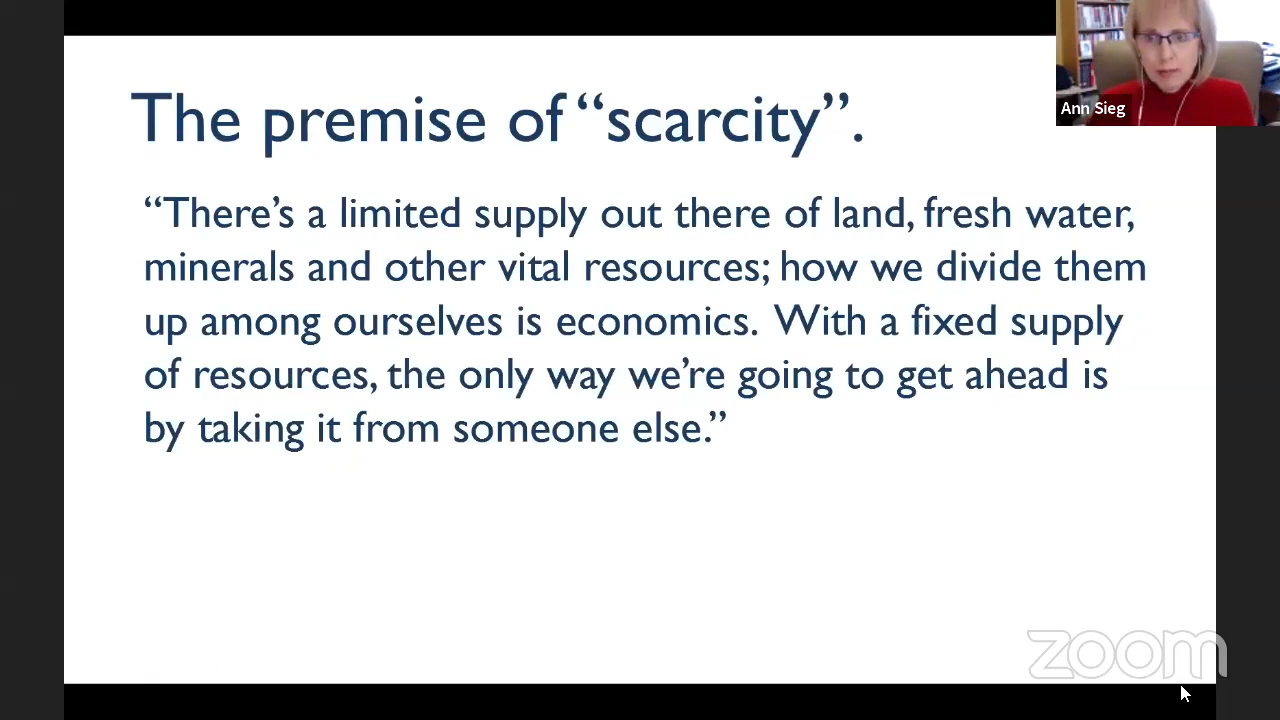 The premise of “scarcity”.
“There’s a limited supply out there of land, fresh water,
minerals and other vital resources; how we divide them
up among ourselves is economics.  With a fixed supply
of resources, the only way we’re going to get ahead is
by taking it from someone else.”
Ann Sieg
zoom